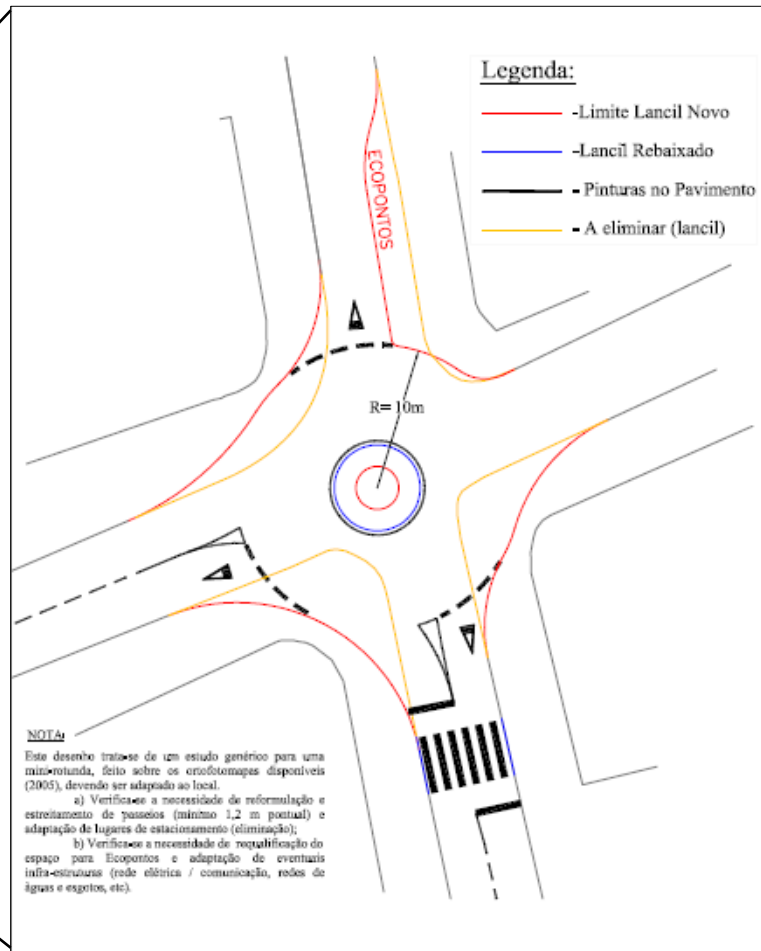 Legenda:
-Limite Lancil Novo
-Lancil Rebaixado
- Pinturas no Pavimento
- A eliminar (lancil)
ECOPONTOS
R= 10m
NOTA:
Este desenho trata-se de um estudo genérico para uma
mini-rotunda, feito sobre os ortofotomapas disponíveis
(2005), devendo ser adaptado ao local.
a) Verifica-se a necessidade de reformulação e
estreitamento de passeios (mínimo 1,2 m pontual) e
adaptação de lugares de estacionamento (eliminação);
b) Verifica-se a necessidade de requalificação do
espaço para Ecopontos e adaptação de eventuais
infra-estruturas (rede elétrica / comunicação, redes de
águas e esgotos, etc).